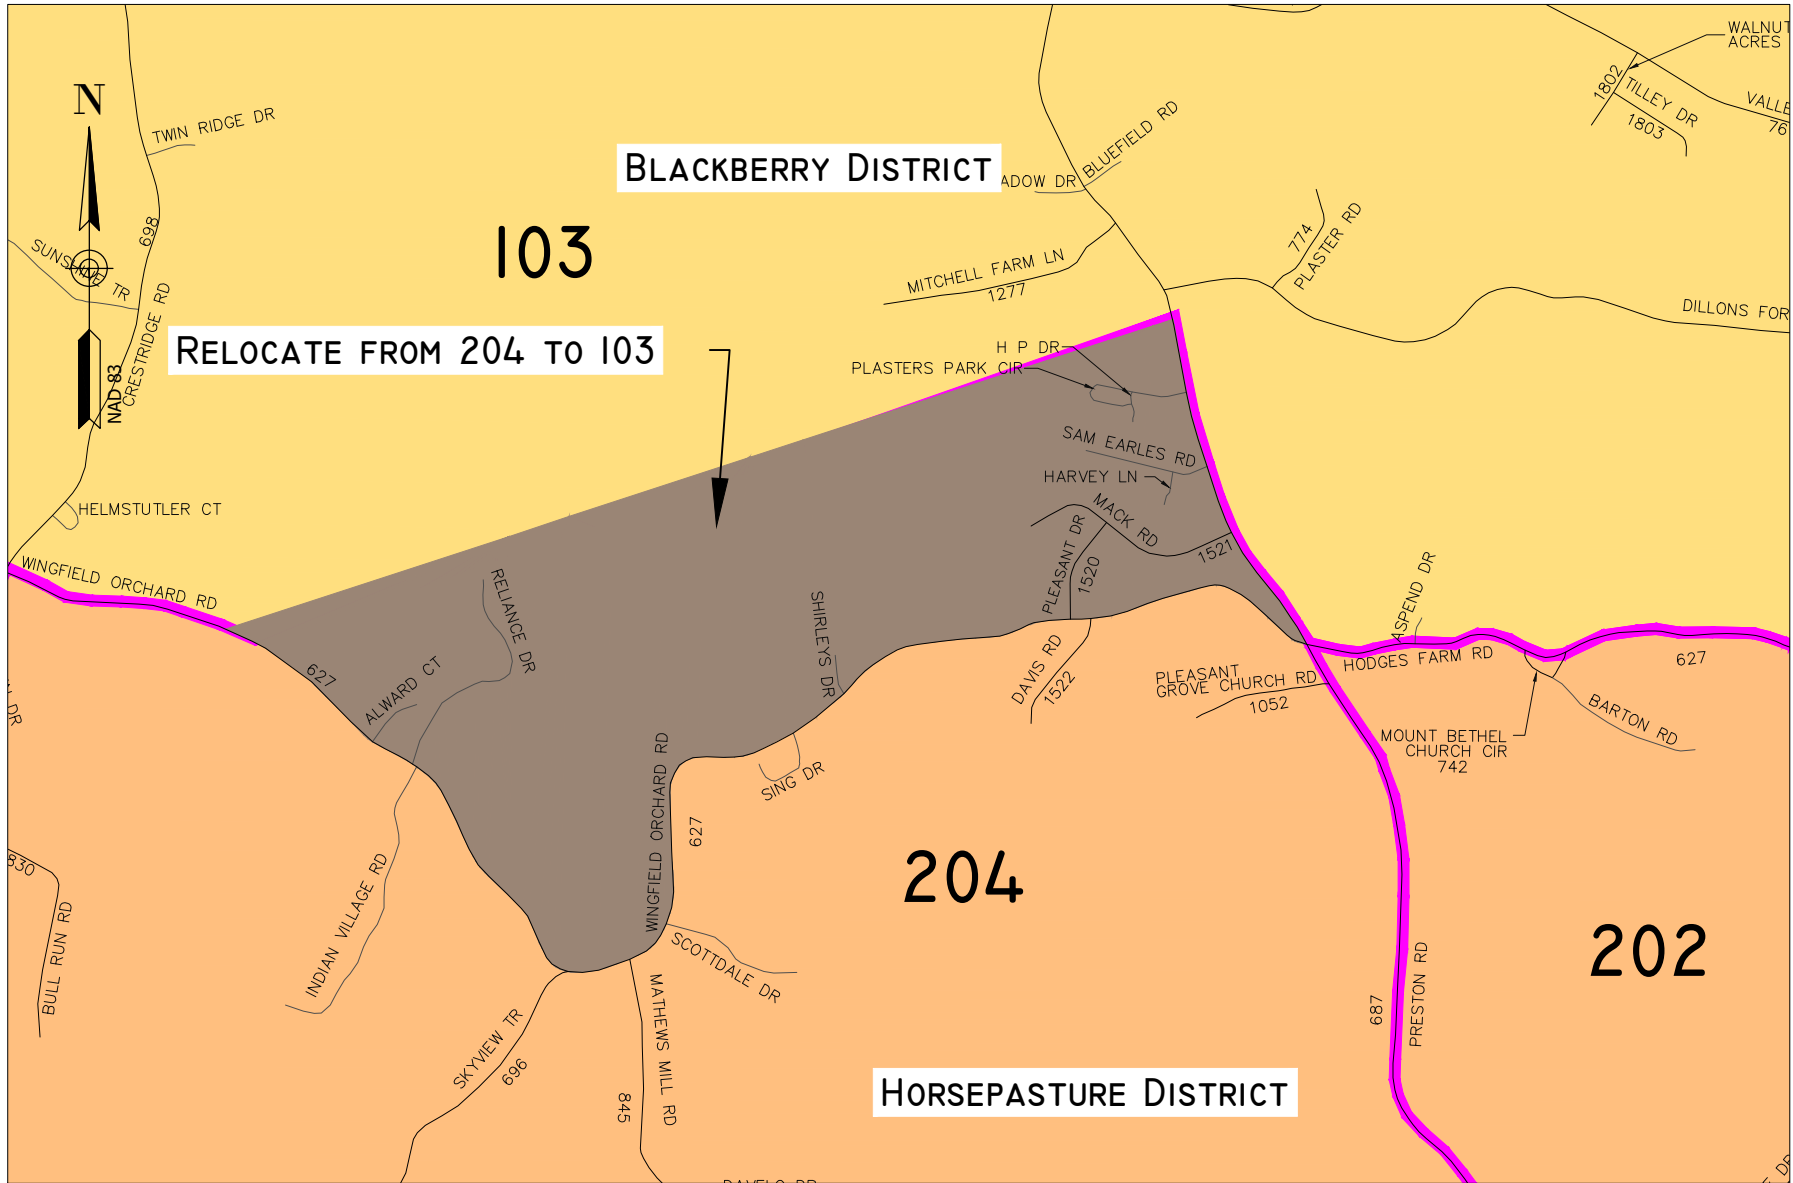 WALNUT
ACRES
1802
TILLEY DR
1803
76
N
TWIN RIDGE DR
BLACKBERRY DISTRICT
BLUEFIELD RD
ADOW DR
698
SUNSHINE TR
103
774
PLASTER RD
MITCHELL FARM LN
1277
CRESTRIDGE RD
DILLONS FOR
RELOCATE FROM 204 TO 103
H P DR
PLASTERS PARK CIR
NAD 83
SAM EARLES RD
HARVEY LN
MACK RD
HELMSTUTLER CT
PLEASANT DR
1520
1521
WINGFIELD ORCHARD RD
RELIANCE DR
SHIRLEYS DR
ASPEND DR
627
ALWARD CT
DAVIS RD
1522
HODGES FARM RD
627
PLEASANT
GROVE CHURCH RD
1052
DR
BARTON RD
MOUNT BETHEL
CHURCH CIR
742
SING DR
WINGFIELD ORCHARD RD
627
830
204
INDIAN VILLAGE RD
BULL RUN RD
202
SCOTTDALE DR
MATHEWS MILL RD
687
PRESTON RD
SKYVIEW TR
696
845
HORSEPASTURE DISTRICT
DR